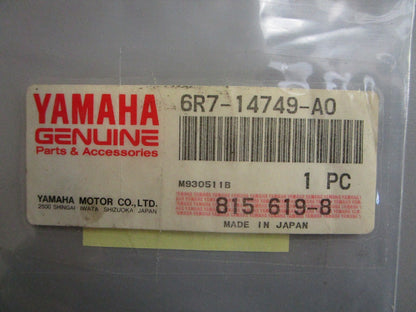 YAMAHA
GENUINE
Parts & Accessories
YAMAHA MOTOR CO., LTD.
2500 SHINGAI IWATA SHIZUOKA JAPAN
6R7-14749-A0
M930511B
1 PC
815 619-8
MADE IN JAPAN